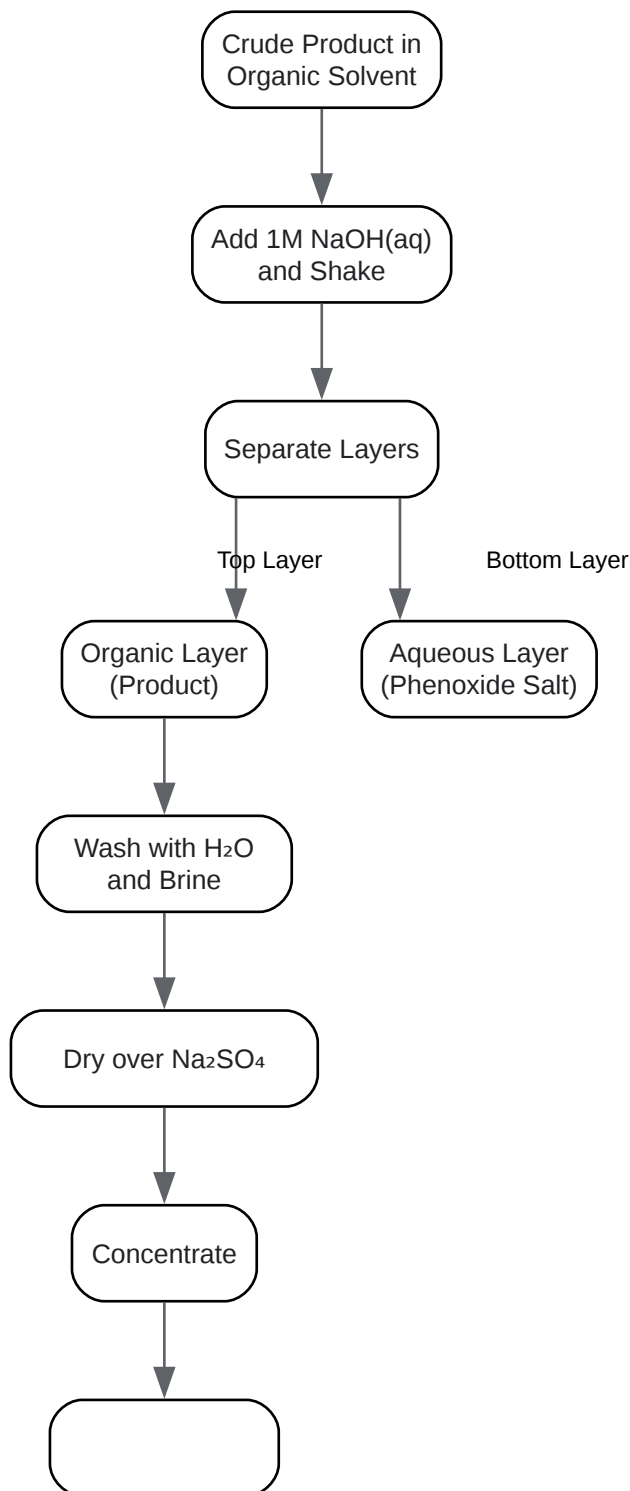 Crude Product in
Organic Solvent
Add 1M NaOH(aq)
and Shake
Separate Layers
Top Layer
Bottom Layer
Organic Layer
(Product)
Aqueous Layer
(Phenoxide Salt)
Wash with H₂O
and Brine
Dry over Na₂SO₄
Concentrate